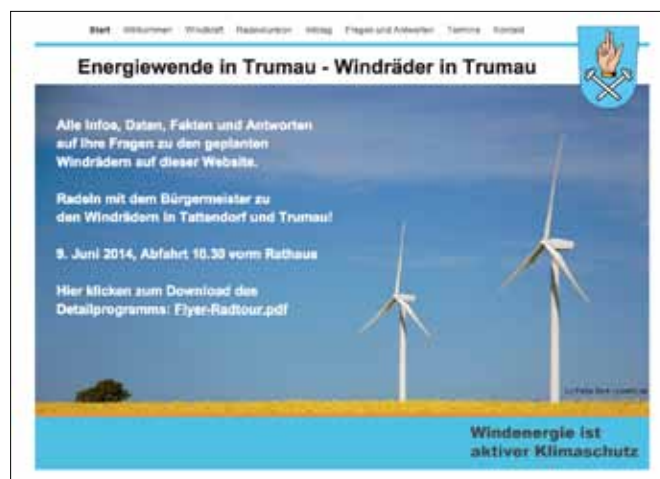 Start Willkommen Windkraft Radexkursion Infotag Fragen und Antworten Termine Kontakt
Energiewende in Trumau - Windräder in Trumau
Alle Infos, Daten, Fakten und Antworten
auf Ihre Fragen zu den geplanten
Windrädern auf dieser Website.
Radeln mit dem Bürgermeister zu
den Windrädern in Tattendorf und Trumau!
9. Juni 2014, Abfahrt 10.30 vorm Rathaus
Hier klicken zum Download des
Detailprogramms: Flyer-Radtour.pdf
Windenergie ist
aktiver Klimaschutz